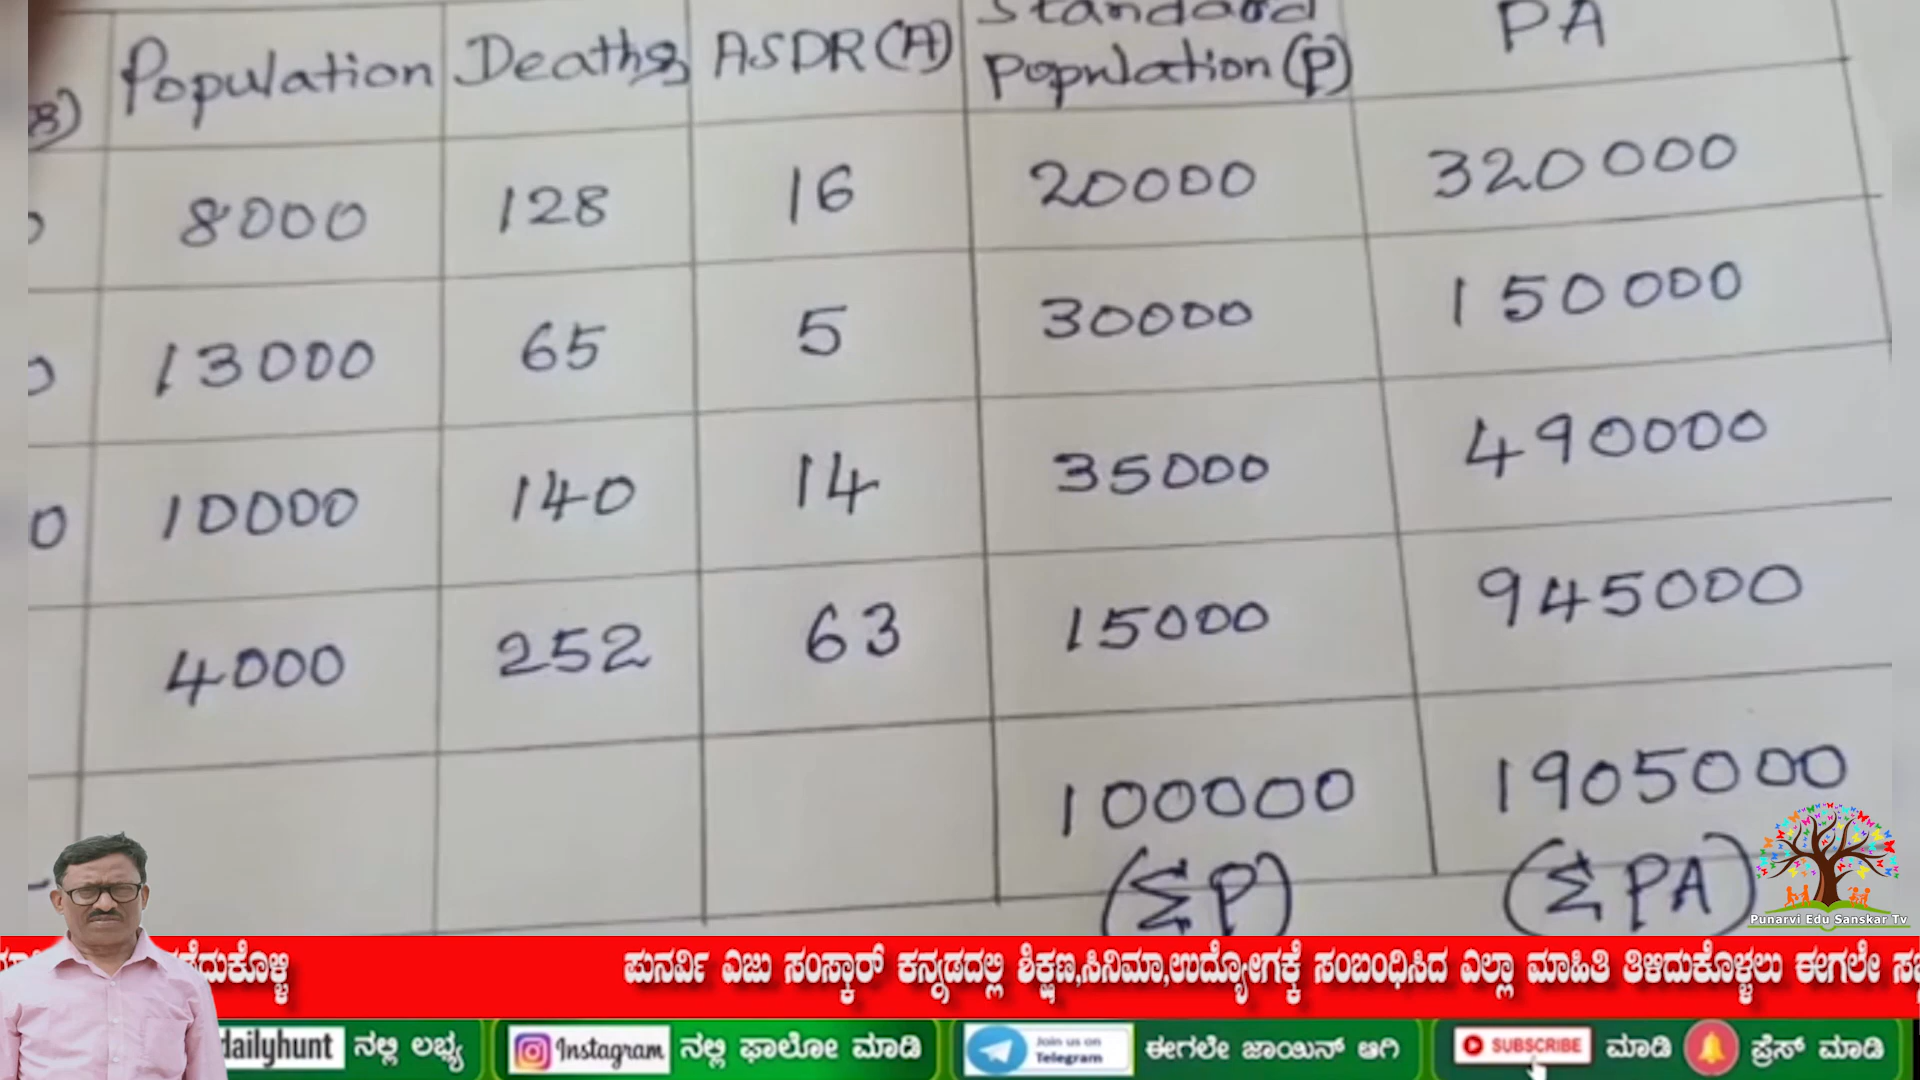 Standard
Population Deaths ASDR(A) Population (P) PA
8000 128 16 20000 320000
13000 65 5 30000 150000
0 10000 140 14 35000 490000
4000 252 63 15000 945000
100000 1905000
(ΣP) (ΣPA)
Punarvi Edu Sanskar Tv
ಪುನರ್ವಿ ಎಜು ಸಂಸ್ಕಾರ್ ಕನ್ನಡದಲ್ಲಿ ಶಿಕ್ಷಣ,ಸಿನಿಮಾ,ಉದ್ಯೋಗಕ್ಕೆ ಸಂಬಂಧಿಸಿದ ಎಲ್ಲಾ ಮಾಹಿತಿ ತಿಳಿದುಕೊಳ್ಳಲು ಈಗಲೇ
dailyhunt ನಲ್ಲಿ ಲಭ್ಯ Instagram ನಲ್ಲಿ ಫಾಲೋ ಮಾಡಿ Join us on Telegram ಈಗಲೇ ಜಾಯಿನ್ ಆಗಿ SUBSCRIBE ಮಾಡಿ ಪ್ರೆಸ್ ಮಾಡಿ